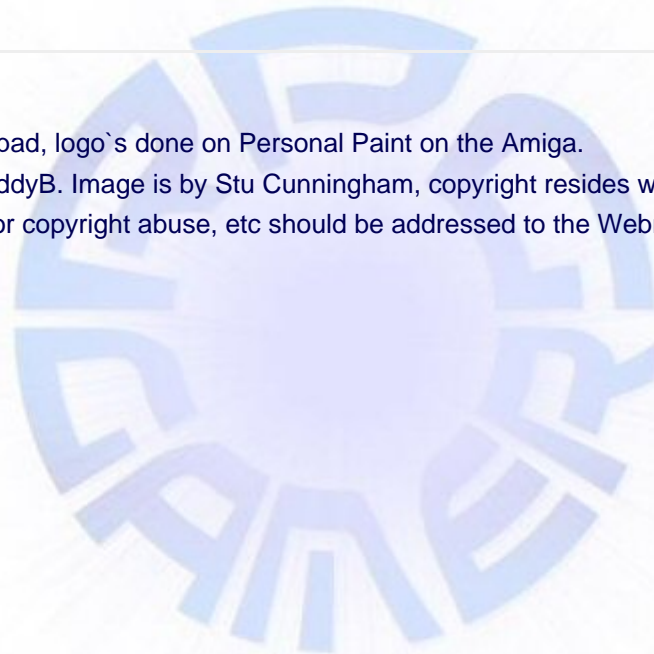 oad, logo`s done on Personal Paint on the Amiga.
ddyB. Image is by Stu Cunningham, copyright resides w
or copyright abuse, etc should be addressed to the Web